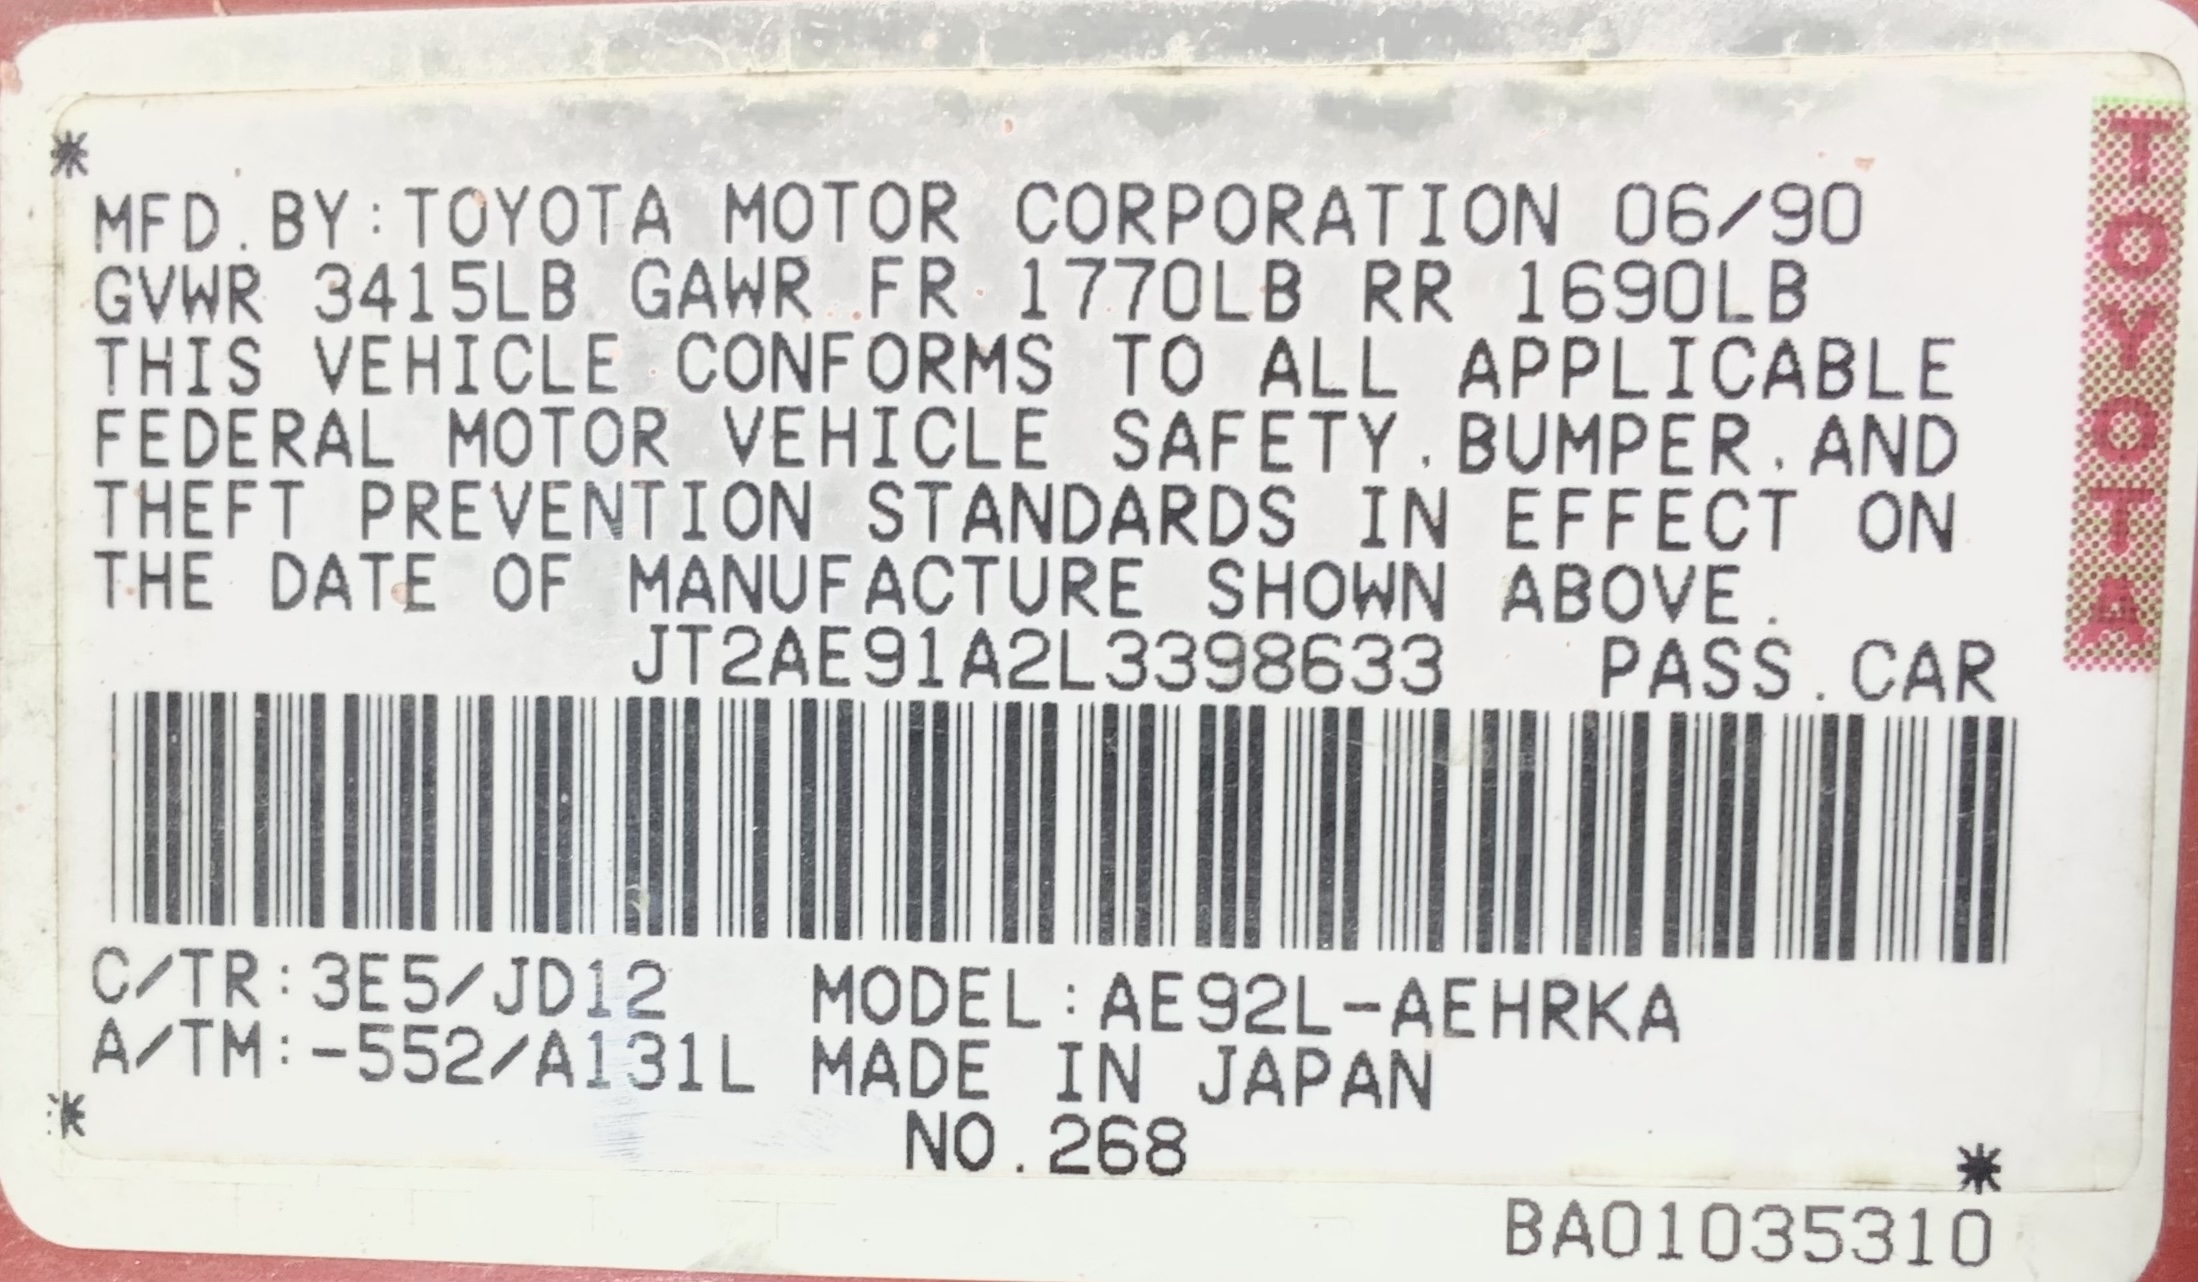 MFD.BY:TOYOTA MOTOR CORPORATION 06/90
GVWR 3415LB GAWR FR 1770LB RR 1690LB
THIS VEHICLE CONFORMS TO ALL APPLICABLE
FEDERAL MOTOR VEHICLE SAFETY.BUMPER.AND
THEFT PREVENTION STANDARDS IN EFFECT ON
THE DATE OF MANUFACTURE SHOWN ABOVE.
JT2AE91A2L3398633 PASS.CAR
C/TR:3E5/JD12 MODEL:AE92L-AEHRKA
A/TM:-552/A131L MADE IN JAPAN
NO.268
BA01035310
TOYOTA